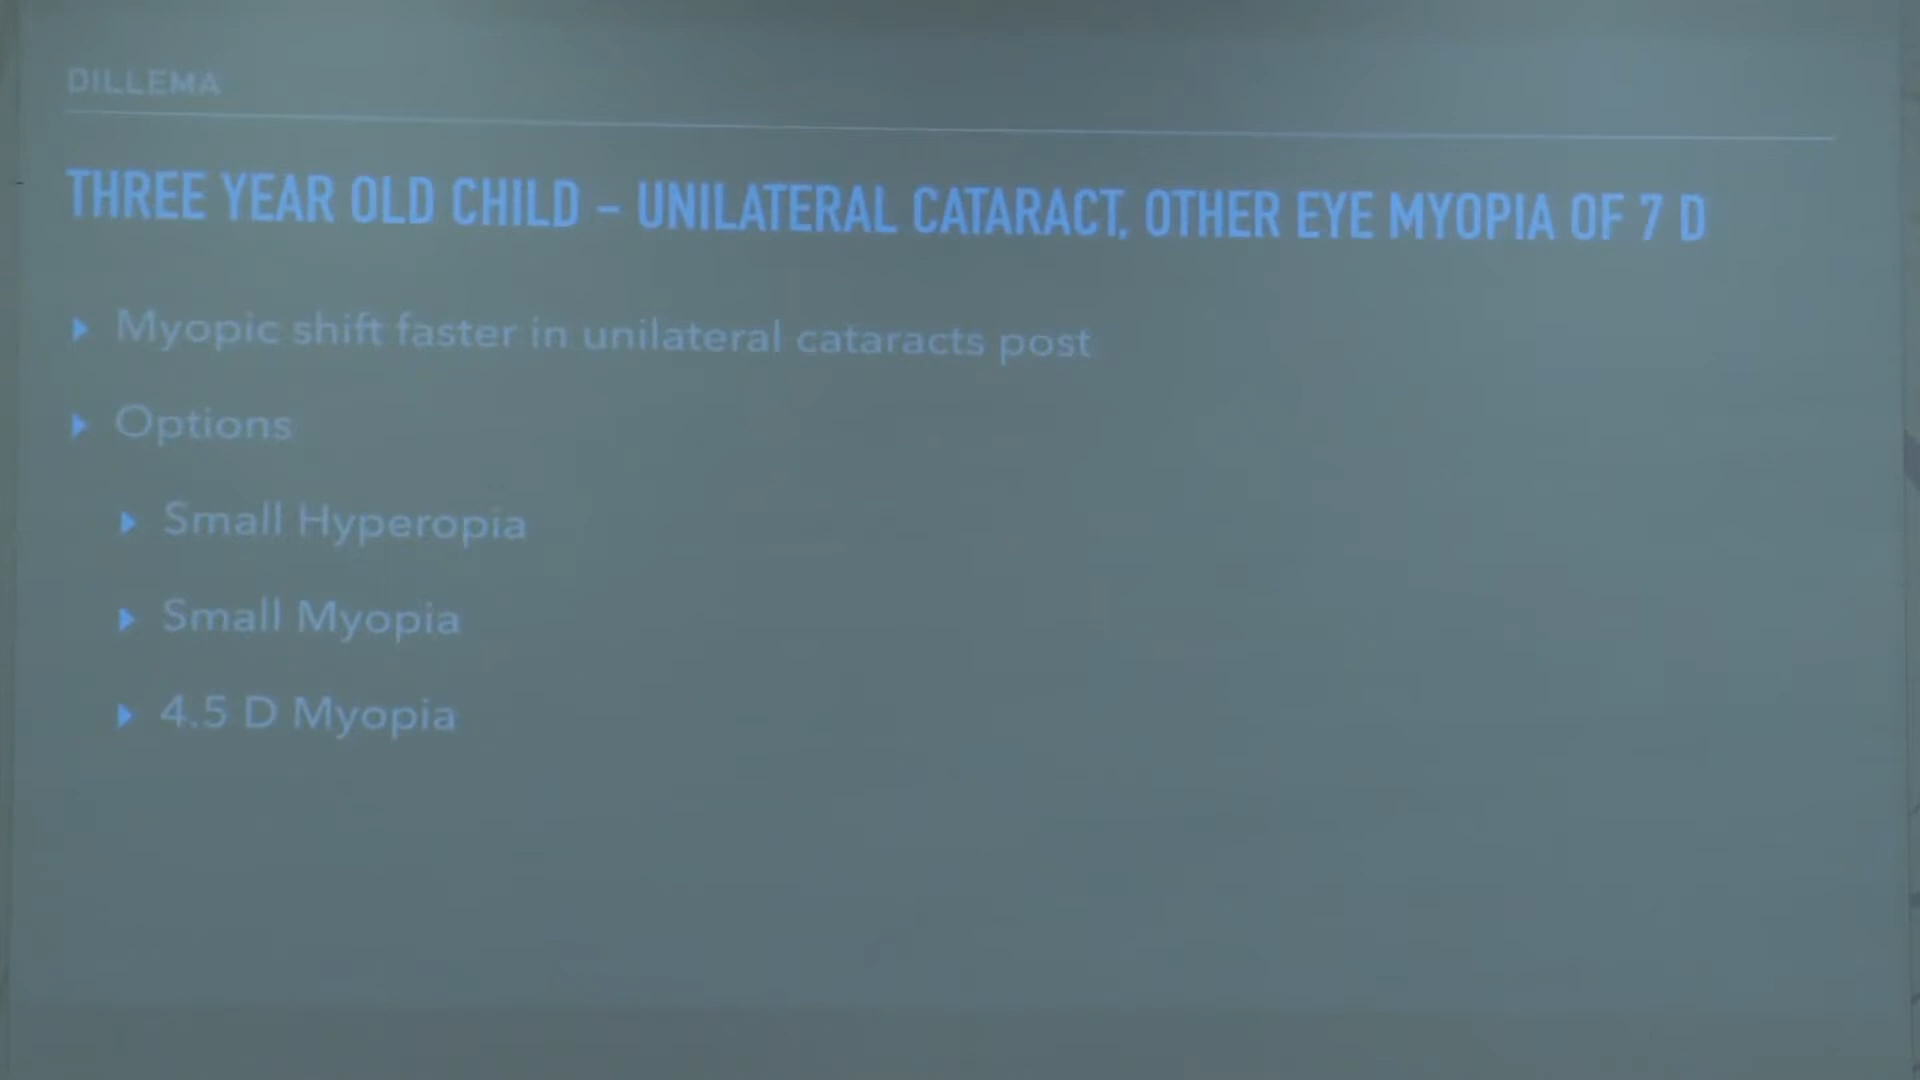 DILLEMA
THREE YEAR OLD CHILD – UNILATERAL CATARACT, OTHER EYE MYOPIA OF 7 D
Myopic shift faster in unilateral cataracts post
Options
Small Hyperopia
Small Myopia
4.5 D Myopia